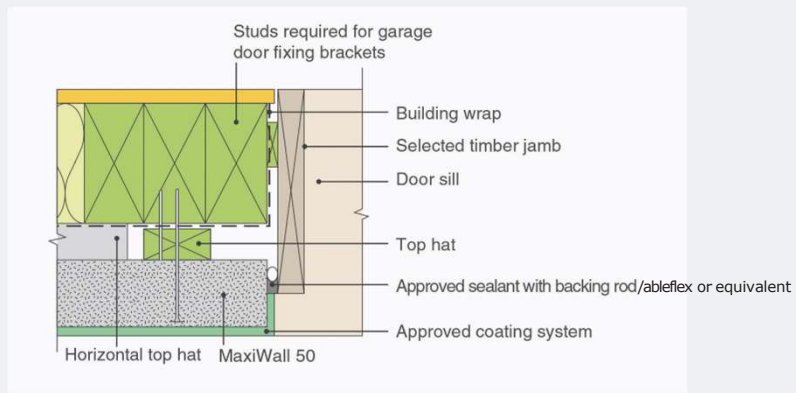 Studs required for garage
door fixing brackets
Building wrap
Selected timber jamb
Door sill
Top hat
Approved sealant with backing rod/ableflex or equivalent
Approved coating system
Horizontal top hat
MaxiWall 50